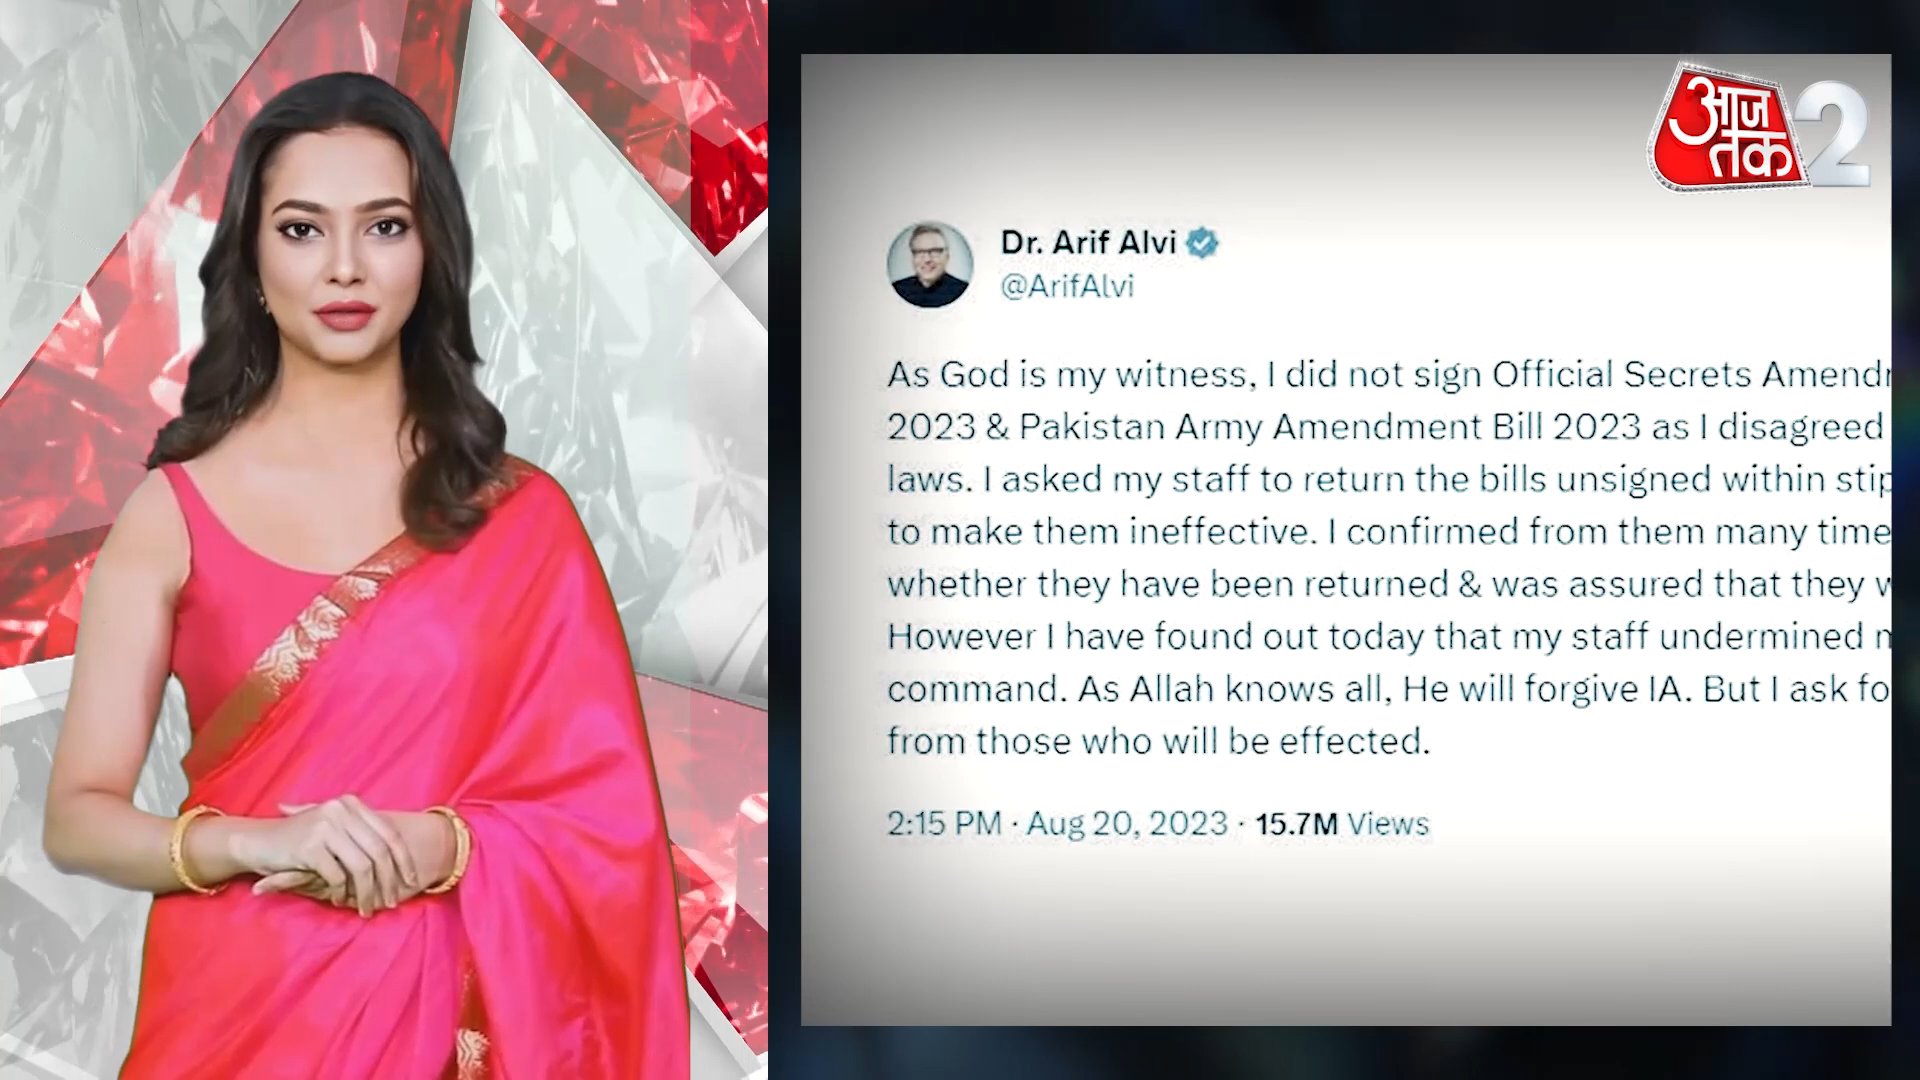 आज
तक
2
Dr. Arif Alvi
@ArifAlvi
As God is my witness, I did not sign Official Secrets Amend
2023 & Pakistan Army Amendment Bill 2023 as I disagreed
laws. I asked my staff to return the bills unsigned within stip
to make them ineffective. I confirmed from them many time
whether they have been returned & was assured that they w
However I have found out today that my staff undermined m
command. As Allah knows all, He will forgive IA. But I ask fo
from those who will be effected.
2:15 PM · Aug 20, 2023 · 15.7M Views